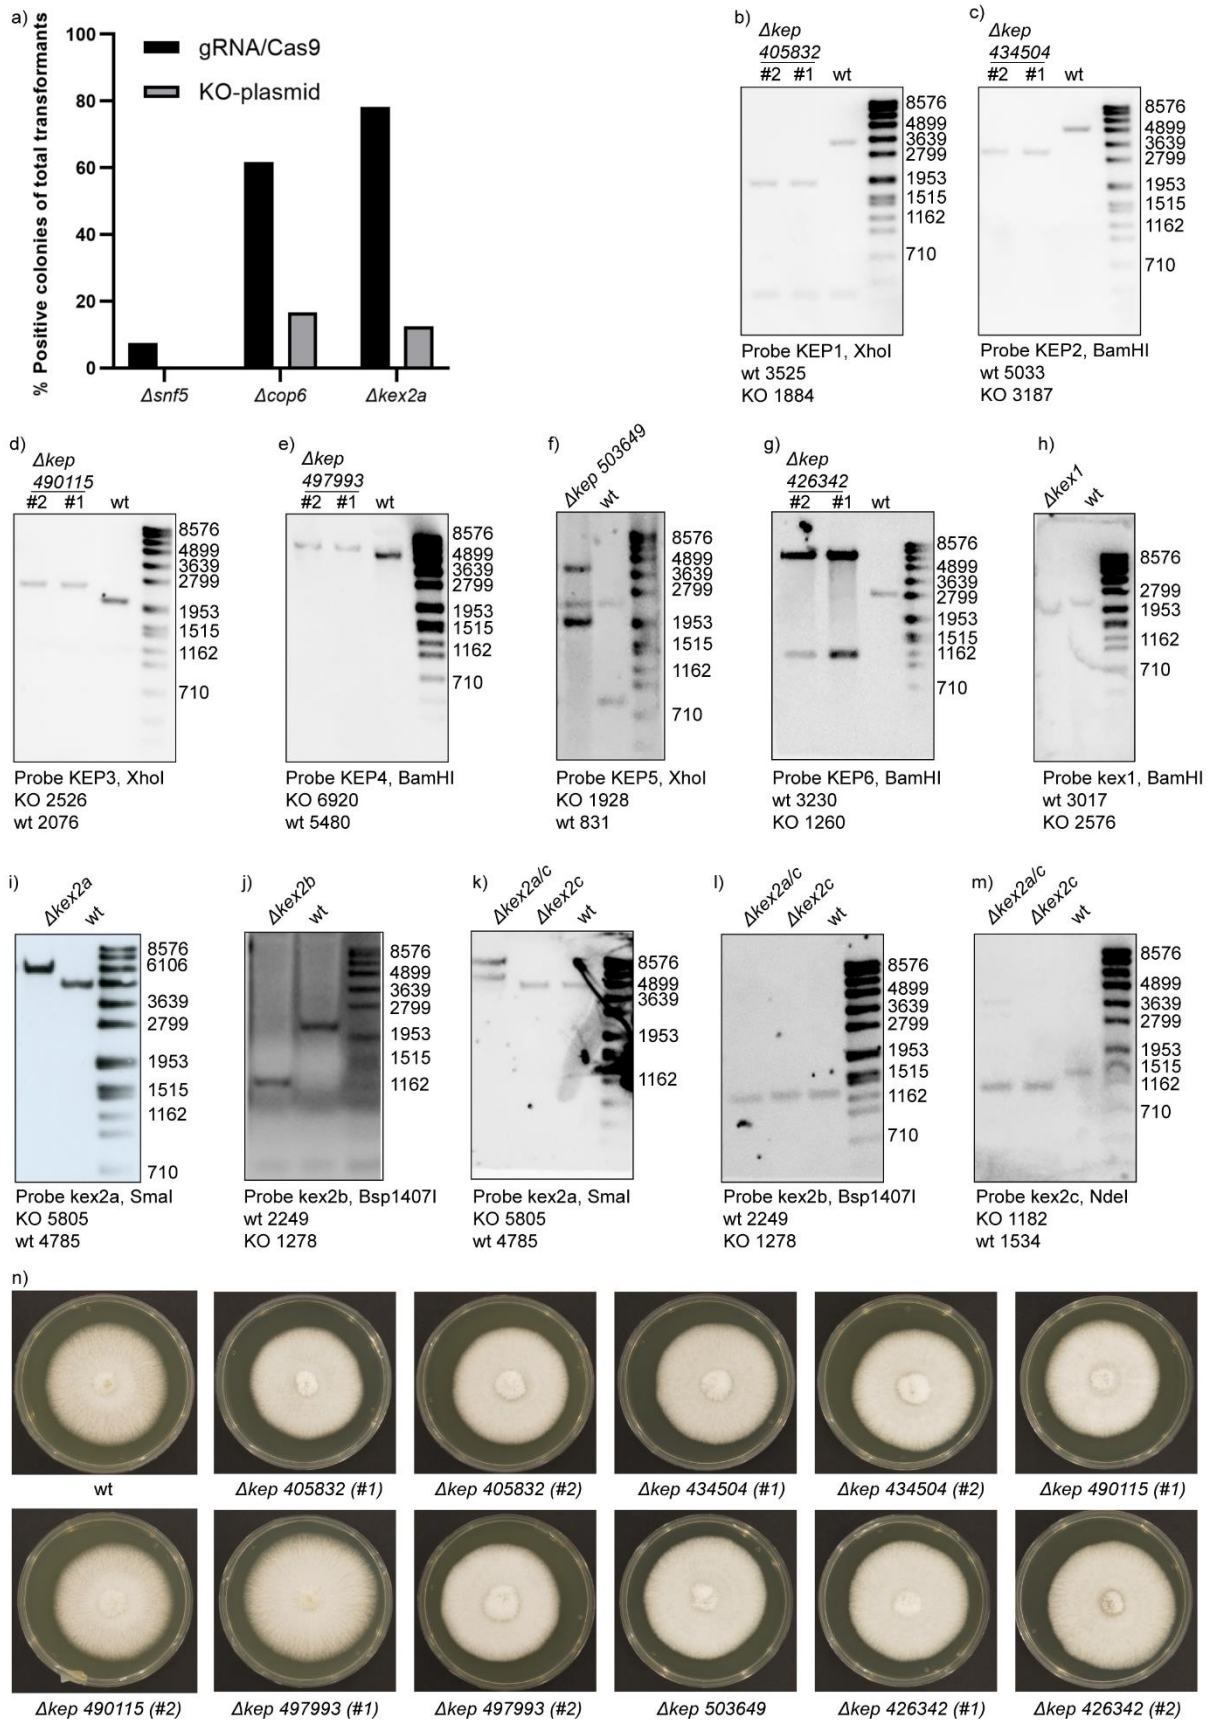 a)
% Positive colonies of total transformants
100
80
60
40
20
0
gRNA/Cas9
KO-plasmid
Δsnf5
Δcop6
Δkex2a
b)
Δkep
405832
#2 #1 wt
8576
4899
3639
2799
1953
1515
1162
710
Probe KEP1, XhoI
wt 3525
KO 1884
c)
Δkep
434504
#2 #1 wt
8576
4899
3639
2799
1953
1515
1162
710
Probe KEP2, BamHI
wt 5033
KO 3187
d)
Δkep
490115
#2 #1 wt
8576
4899
3639
2799
1953
1515
1162
710
Probe KEP3, XhoI
KO 2526
wt 2076
e)
Δkep
497993
#2 #1 wt
8576
4899
3639
2799
1953
1515
1162
710
Probe KEP4, BamHI
KO 6920
wt 5480
f)
Δkep 503649
wt
8576
4899
3639
2799
1953
1515
1162
710
Probe KEP5, XhoI
KO 1928
wt 831
g)
Δkep
426342
#2 #1 wt
8576
4899
3639
2799
1953
1515
1162
710
Probe KEP6, BamHI
wt 3230
KO 1260
h)
Δkex1
wt
8576
2799
1953
1162
710
Probe kex1, BamHI
wt 3017
KO 2576
i)
Δkex2a
wt
8576
6106
3639
2799
1953
1515
1162
710
Probe kex2a, SmaI
KO 5805
wt 4785
j)
Δkex2b
wt
8576
4899
3639
2799
1953
1515
1162
Probe kex2b, Bsp1407I
wt 2249
KO 1278
k)
Δkex2a/c
Δkex2c
wt
8576
4899
3639
1953
1162
Probe kex2a, SmaI
KO 5805
wt 4785
l)
Δkex2a/c
Δkex2c
wt
8576
4899
3639
2799
1953
1515
1162
710
Probe kex2b, Bsp1407I
wt 2249
KO 1278
m)
Δkex2a/c
Δkex2c
wt
8576
4899
3639
2799
1953
1515
1162
710
Probe kex2c, NdeI
KO 1182
wt 1534
n)
wt
Δkep 405832 (#1)
Δkep 405832 (#2)
Δkep 434504 (#1)
Δkep 434504 (#2)
Δkep 490115 (#1)
Δkep 490115 (#2)
Δkep 497993 (#1)
Δkep 497993 (#2)
Δkep 503649
Δkep 426342 (#1)
Δkep 426342 (#2)